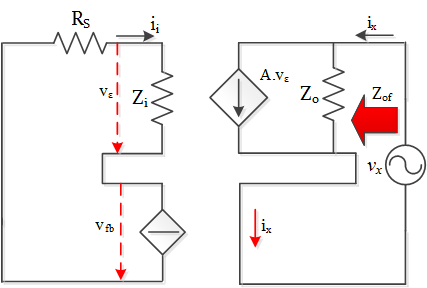 R_S
i_i
i_x
v_ε
Z_i
A.v_ε
Z_o
Z_of
v_x
v_fb
i_x